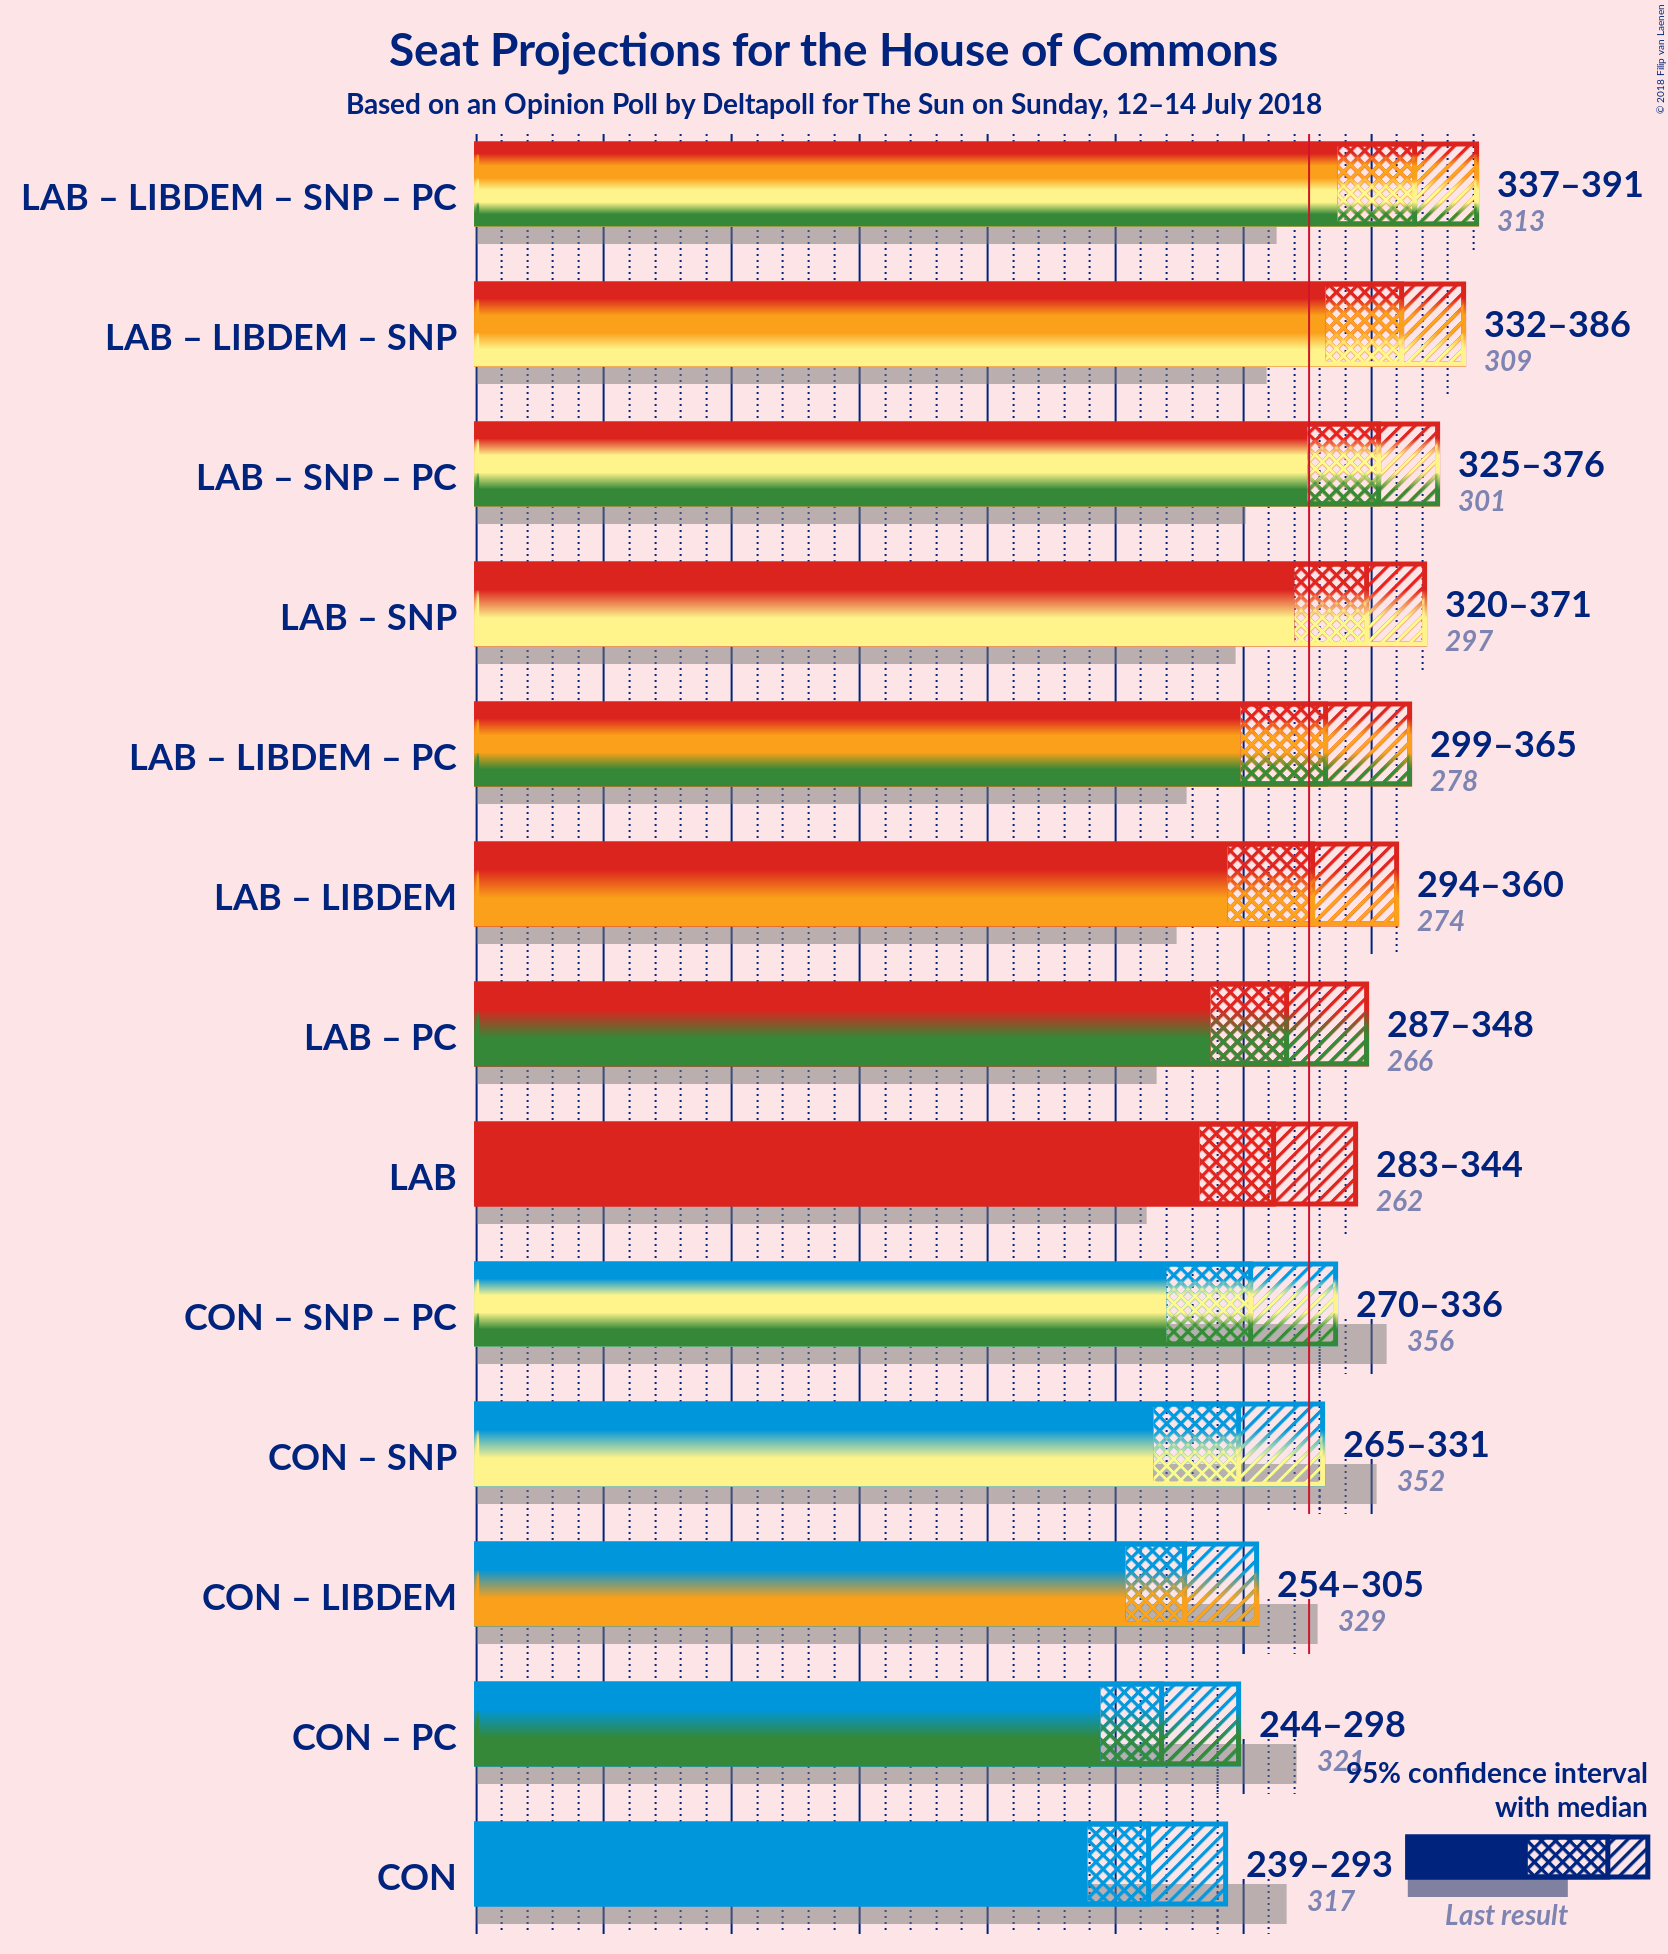 Seat Projections for the House of Commons
Based on an Opinion Poll by Deltapoll for The Sun on Sunday, 12–14 July 2018
© 2018 Filip van Laenen
LAB – LIBDEM – SNP – PC
337–391
313
LAB – LIBDEM – SNP
332–386
309
LAB – SNP – PC
325–376
301
LAB – SNP
320–371
297
LAB – LIBDEM – PC
299–365
278
LAB – LIBDEM
294–360
274
LAB – PC
287–348
266
LAB
283–344
262
CON – SNP – PC
270–336
356
CON – SNP
265–331
352
CON – LIBDEM
254–305
329
CON – PC
244–298
321
CON
239–293
317
95% confidence interval
with median
Last result